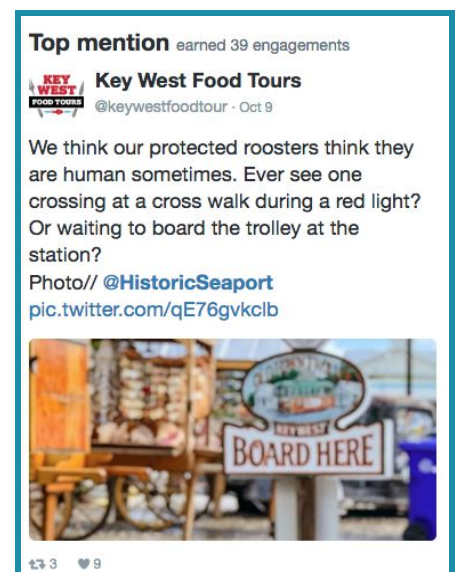 Top mention earned 39 engagements
KEY
WEST
FOOD TOURS
Key West Food Tours
@keywestfoodtour · Oct 9
We think our protected roosters think they
are human sometimes. Ever see one
crossing at a cross walk during a red light?
Or waiting to board the trolley at the
station?
Photo// @HistoricSeaport
pic.twitter.com/qE76gvkclb
KEY WEST
BOARD HERE
3 9